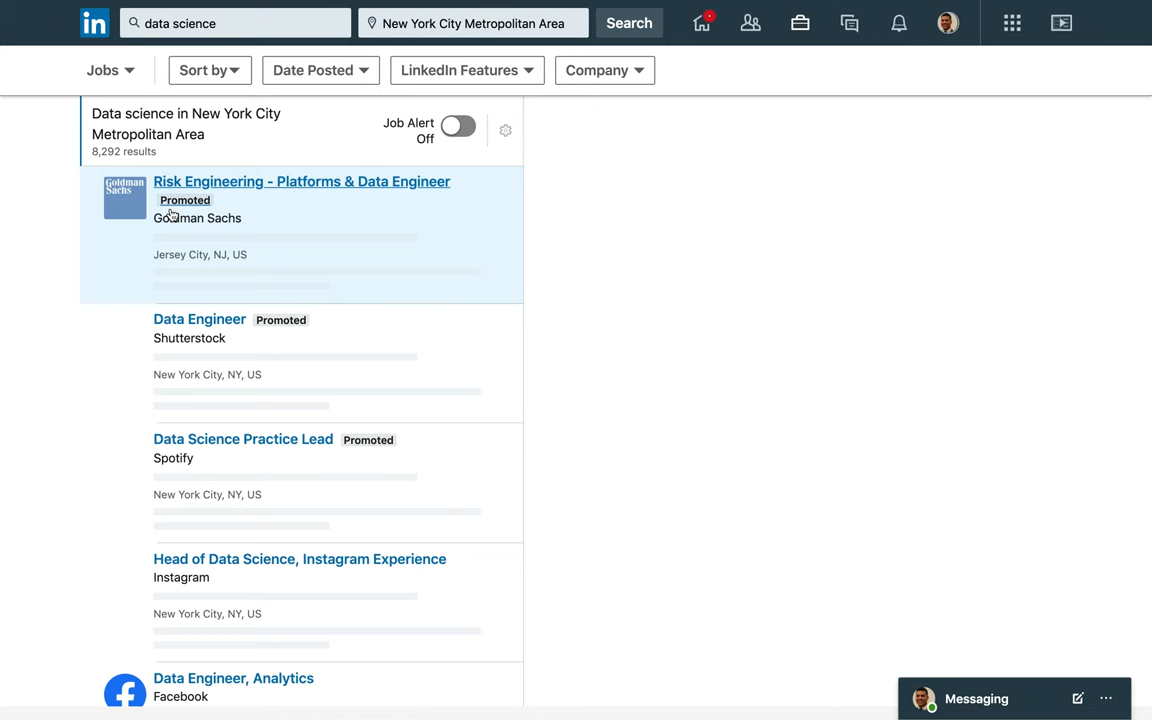 in
data science
New York City Metropolitan Area
Search
Jobs
Sort by
Date Posted
LinkedIn Features
Company
Data science in New York City
Metropolitan Area
8,292 results
Job Alert
Off
Goldman
Sachs
Risk Engineering - Platforms & Data Engineer
Promoted
Goldman Sachs
Jersey City, NJ, US
Data Engineer Promoted
Shutterstock
New York City, NY, US
Data Science Practice Lead Promoted
Spotify
New York City, NY, US
Head of Data Science, Instagram Experience
Instagram
New York City, NY, US
Data Engineer, Analytics
Facebook
Messaging